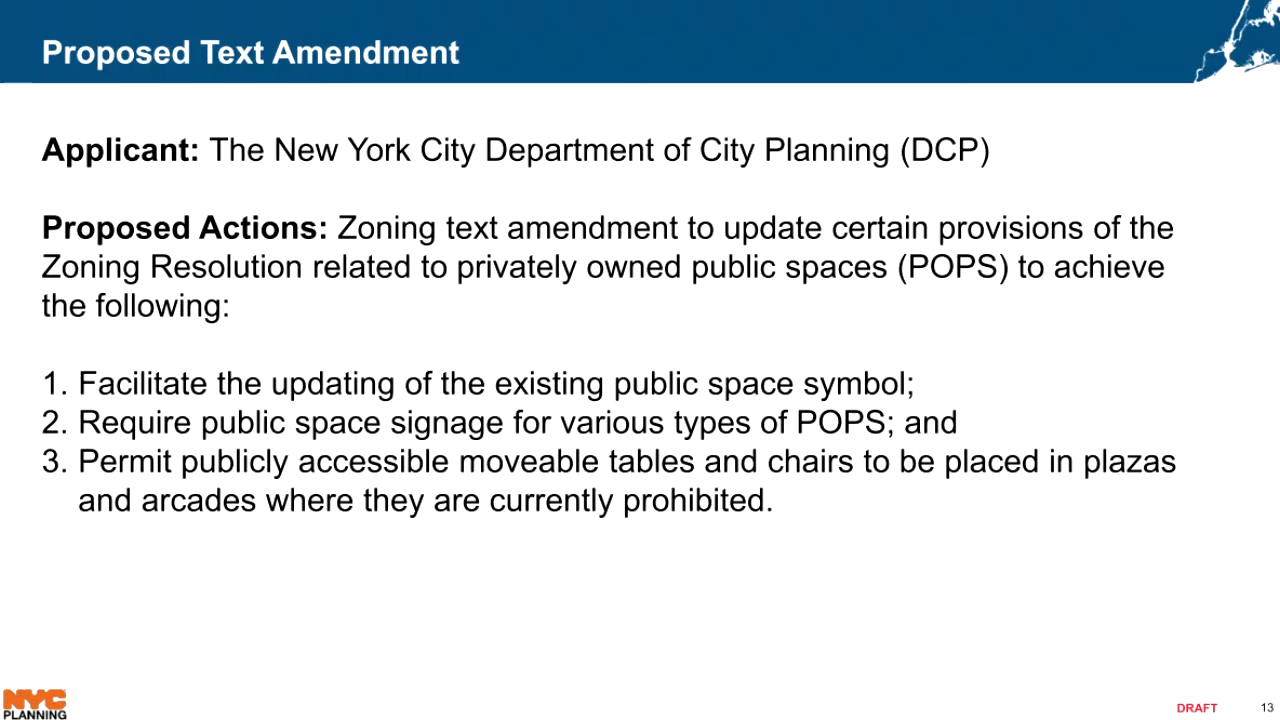 Proposed Text Amendment
Applicant: The New York City Department of City Planning (DCP)
Proposed Actions: Zoning text amendment to update certain provisions of the
Zoning Resolution related to privately owned public spaces (POPS) to achieve
the following:
1. Facilitate the updating of the existing public space symbol;
2. Require public space signage for various types of POPS; and
3. Permit publicly accessible moveable tables and chairs to be placed in plazas
and arcades where they are currently prohibited.
NYC
PLANNING
DRAFT
13